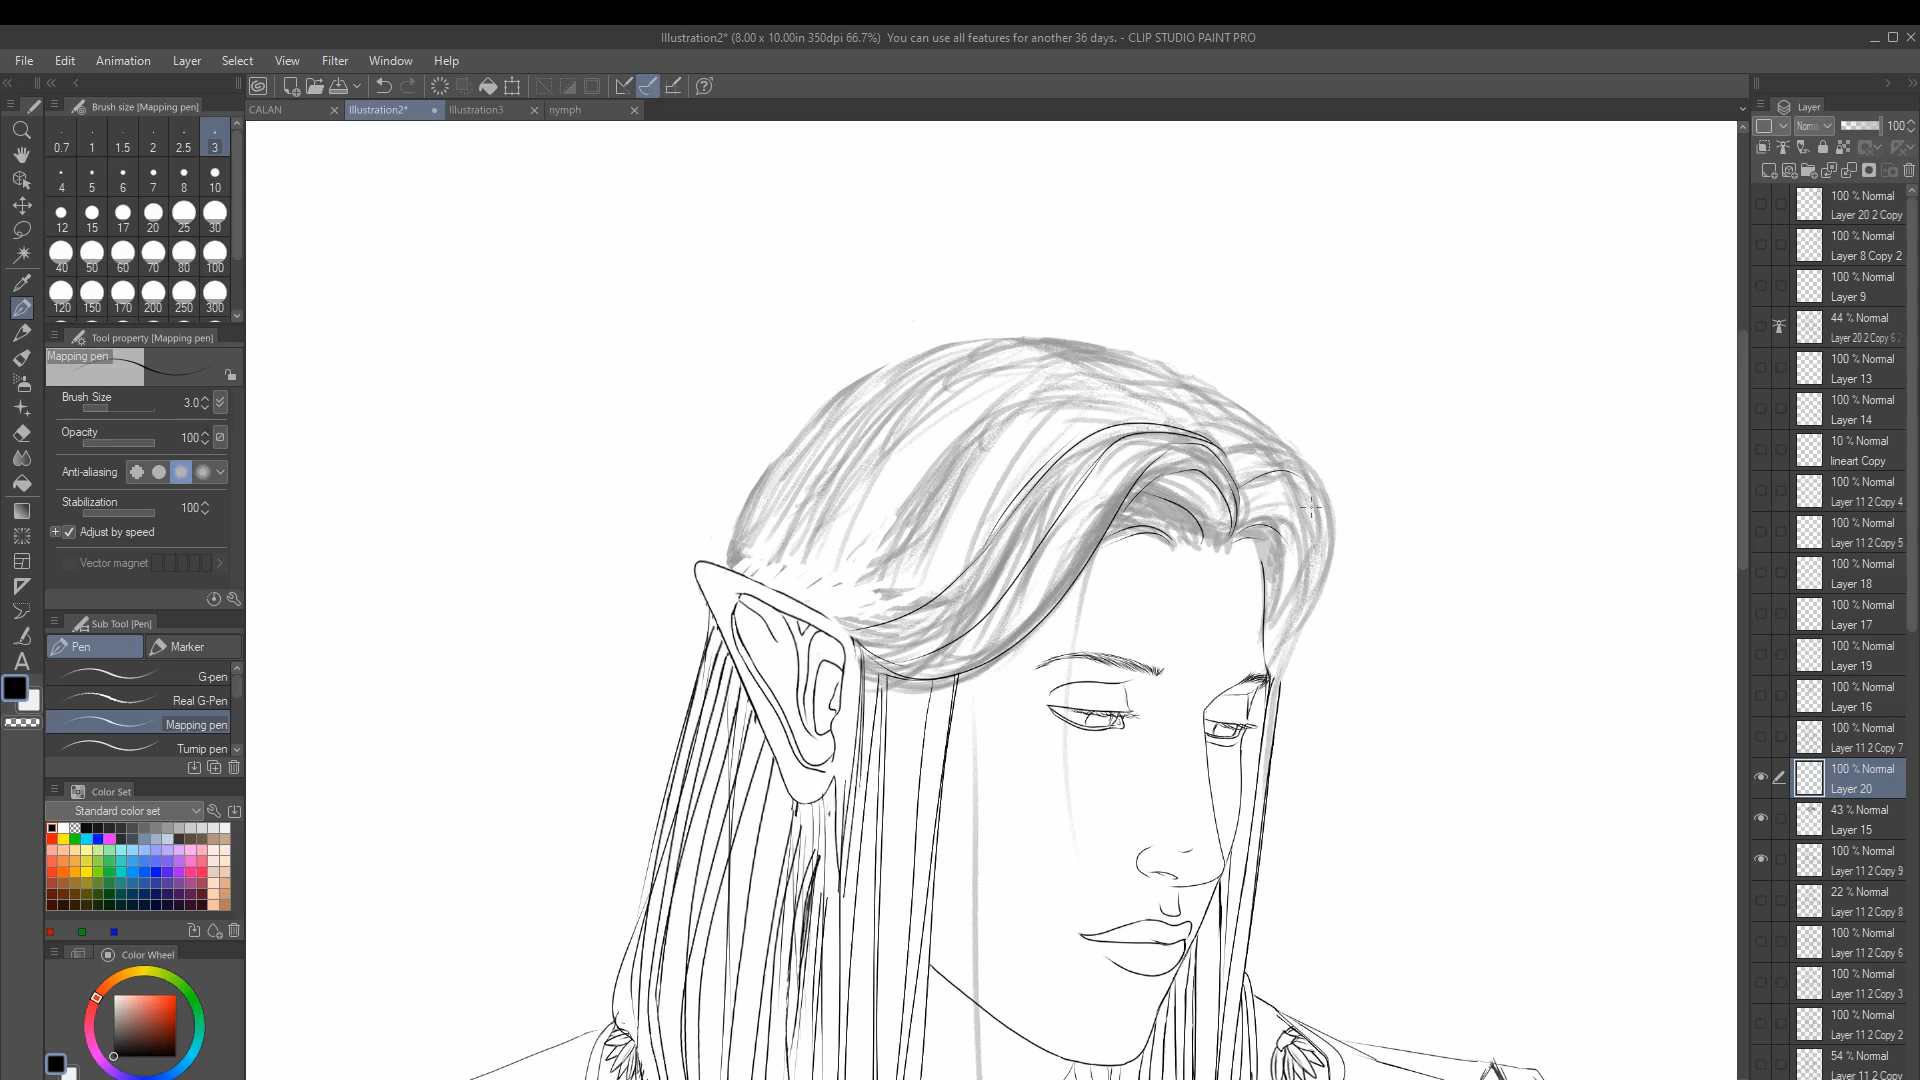 Illustration2* (8.00 x 10.00in 350dpi 66.7%)  You can use all features for another 36 days. - CLIP STUDIO PAINT PRO
File Edit Animation Layer Select View Filter Window Help
Brush size [Mapping pen]
CALAN Illustration2* Illustration3 nymph
Layer
0.7 1 1.5 2 2.5 3
4 5 6 7 8 10
12 15 17 20 25 30
40 50 60 70 80 100
120 150 170 200 250 300
Tool property [Mapping pen]
Mapping pen
Brush Size 3.0
Opacity 100
Anti-aliasing
Stabilization 100
Adjust by speed
Vector magnet
Sub Tool [Pen]
Pen Marker
G-pen
Real G-Pen
Mapping pen
Turnip pen
Color Set
Standard color set
Color Wheel
A
100
100 % Normal
Layer 20 2 Copy
100 % Normal
Layer 8 Copy 2
100 % Normal
Layer 9
44 % Normal
Layer 20 2 Copy 6 2
100 % Normal
Layer 13
100 % Normal
Layer 14
10 % Normal
lineart Copy
100 % Normal
Layer 11 2 Copy 4
100 % Normal
Layer 11 2 Copy 5
100 % Normal
Layer 18
100 % Normal
Layer 17
100 % Normal
Layer 19
100 % Normal
Layer 16
100 % Normal
Layer 11 2 Copy 7
100 % Normal
Layer 20
43 % Normal
Layer 15
100 % Normal
Layer 11 2 Copy 9
22 % Normal
Layer 11 2 Copy 8
100 % Normal
Layer 11 2 Copy 6
100 % Normal
Layer 11 2 Copy 3
100 % Normal
Layer 11 2 Copy 2
54 % Normal